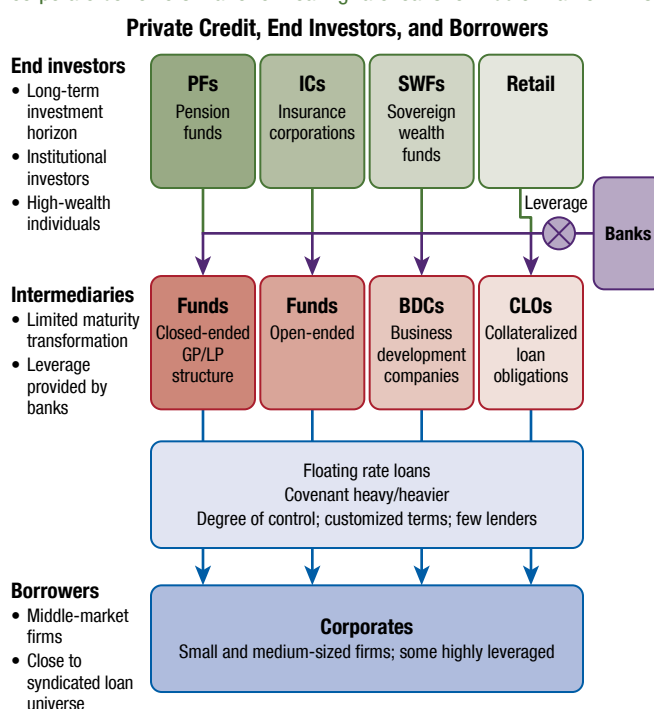 Private Credit, End Investors, and Borrowers
End investors
• Long-term
investment
horizon
• Institutional
investors
• High-wealth
individuals
PFs
Pension
funds
ICs
Insurance
corporations
SWFs
Sovereign
wealth
funds
Retail
Leverage
Banks
Intermediaries
• Limited maturity
transformation
• Leverage
provided by
banks
Funds
Closed-ended
GP/LP
structure
Funds
Open-ended
BDCs
Business
development
companies
CLOs
Collateralized
loan
obligations
Floating rate loans
Covenant heavy/heavier
Degree of control; customized terms; few lenders
Borrowers
• Middle-market
firms
• Close to
syndicated loan
universe
Corporates
Small and medium-sized firms; some highly leveraged